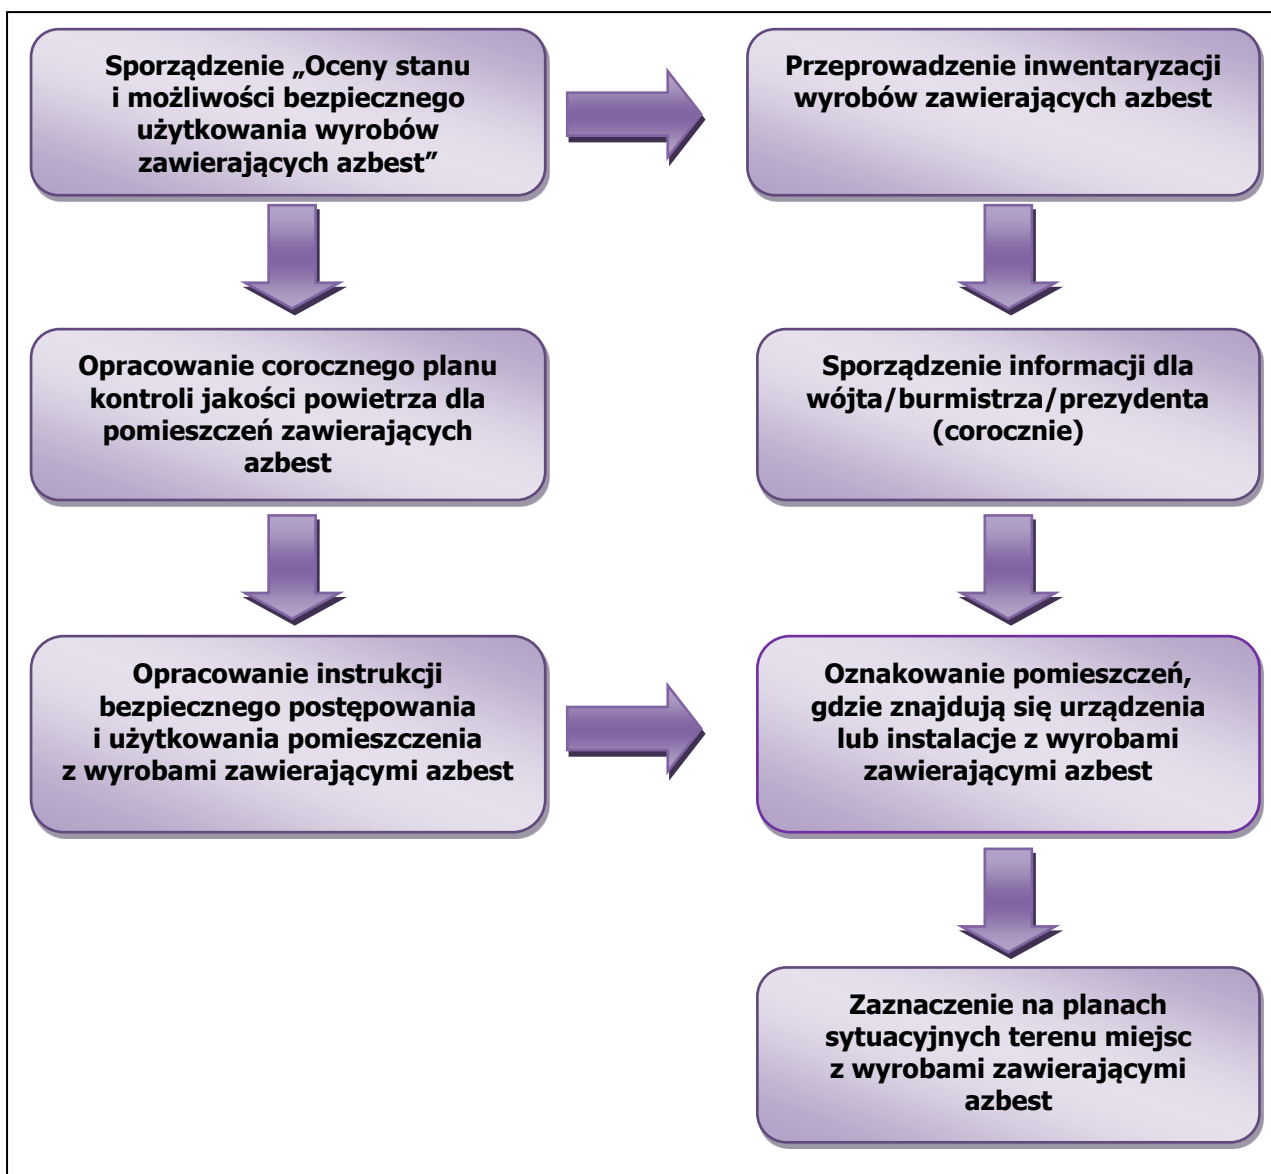 Sporządzenie „Oceny stanu
i możliwości bezpiecznego
użytkowania wyrobów
zawierających azbest”
Przeprowadzenie inwentaryzacji
wyrobów zawierających azbest
Opracowanie corocznego planu
kontroli jakości powietrza dla
pomieszczeń zawierających
azbest
Sporządzenie informacji dla
wójta/burmistrza/prezydenta
(corocznie)
Opracowanie instrukcji
bezpiecznego postępowania
i użytkowania pomieszczenia
z wyrobami zawierającymi azbest
Oznakowanie pomieszczeń,
gdzie znajdują się urządzenia
lub instalacje z wyrobami
zawierającymi azbest
Zaznaczenie na planach
sytuacyjnych terenu miejsc
z wyrobami zawierającymi
azbest